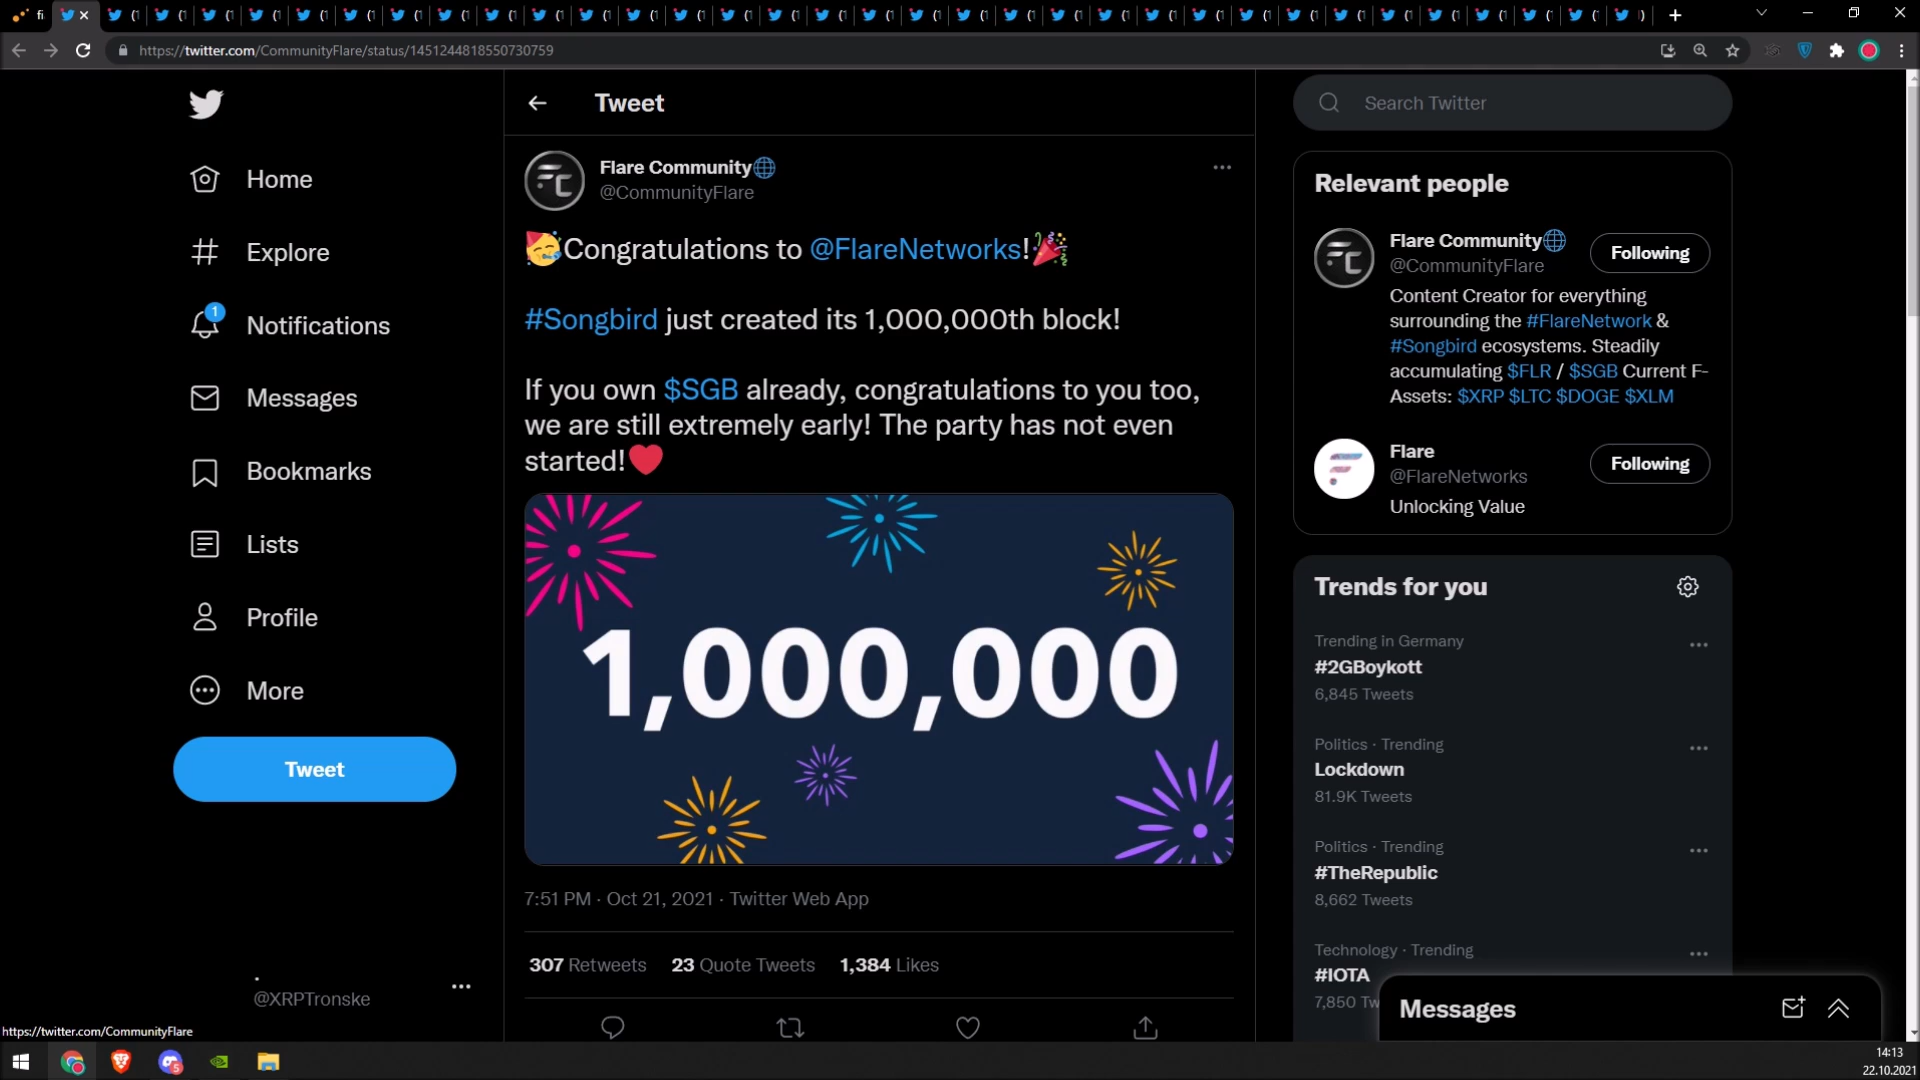 https://twitter.com/CommunityFlare/status/1451244818550730759
Home
Explore
1
Notifications
Messages
Bookmarks
Lists
Profile
More
Tweet
.
@XRPTronske
https://twitter.com/CommunityFlare
Tweet
Flare Community
@CommunityFlare
Congratulations to @FlareNetworks!
#Songbird just created its 1,000,000th block!
If you own $SGB already, congratulations to you too,
we are still extremely early! The party has not even
started!
1,000,000
7:51 PM · Oct 21, 2021 · Twitter Web App
307 Retweets 23 Quote Tweets 1,384 Likes
Search Twitter
Relevant people
Flare Community
@CommunityFlare
Following
Content Creator for everything
surrounding the #FlareNetwork &
#Songbird ecosystems. Steadily
accumulating $FLR / $SGB Current F-
Assets: $XRP $LTC $DOGE $XLM
Flare
@FlareNetworks
Following
Unlocking Value
Trends for you
Trending in Germany
#2GBoykott
6,845 Tweets
Politics · Trending
Lockdown
81.9K Tweets
Politics · Trending
#TheRepublic
8,662 Tweets
Technology · Trending
#IOTA
7,850 Tw
Messages
14:13
22.10.2021